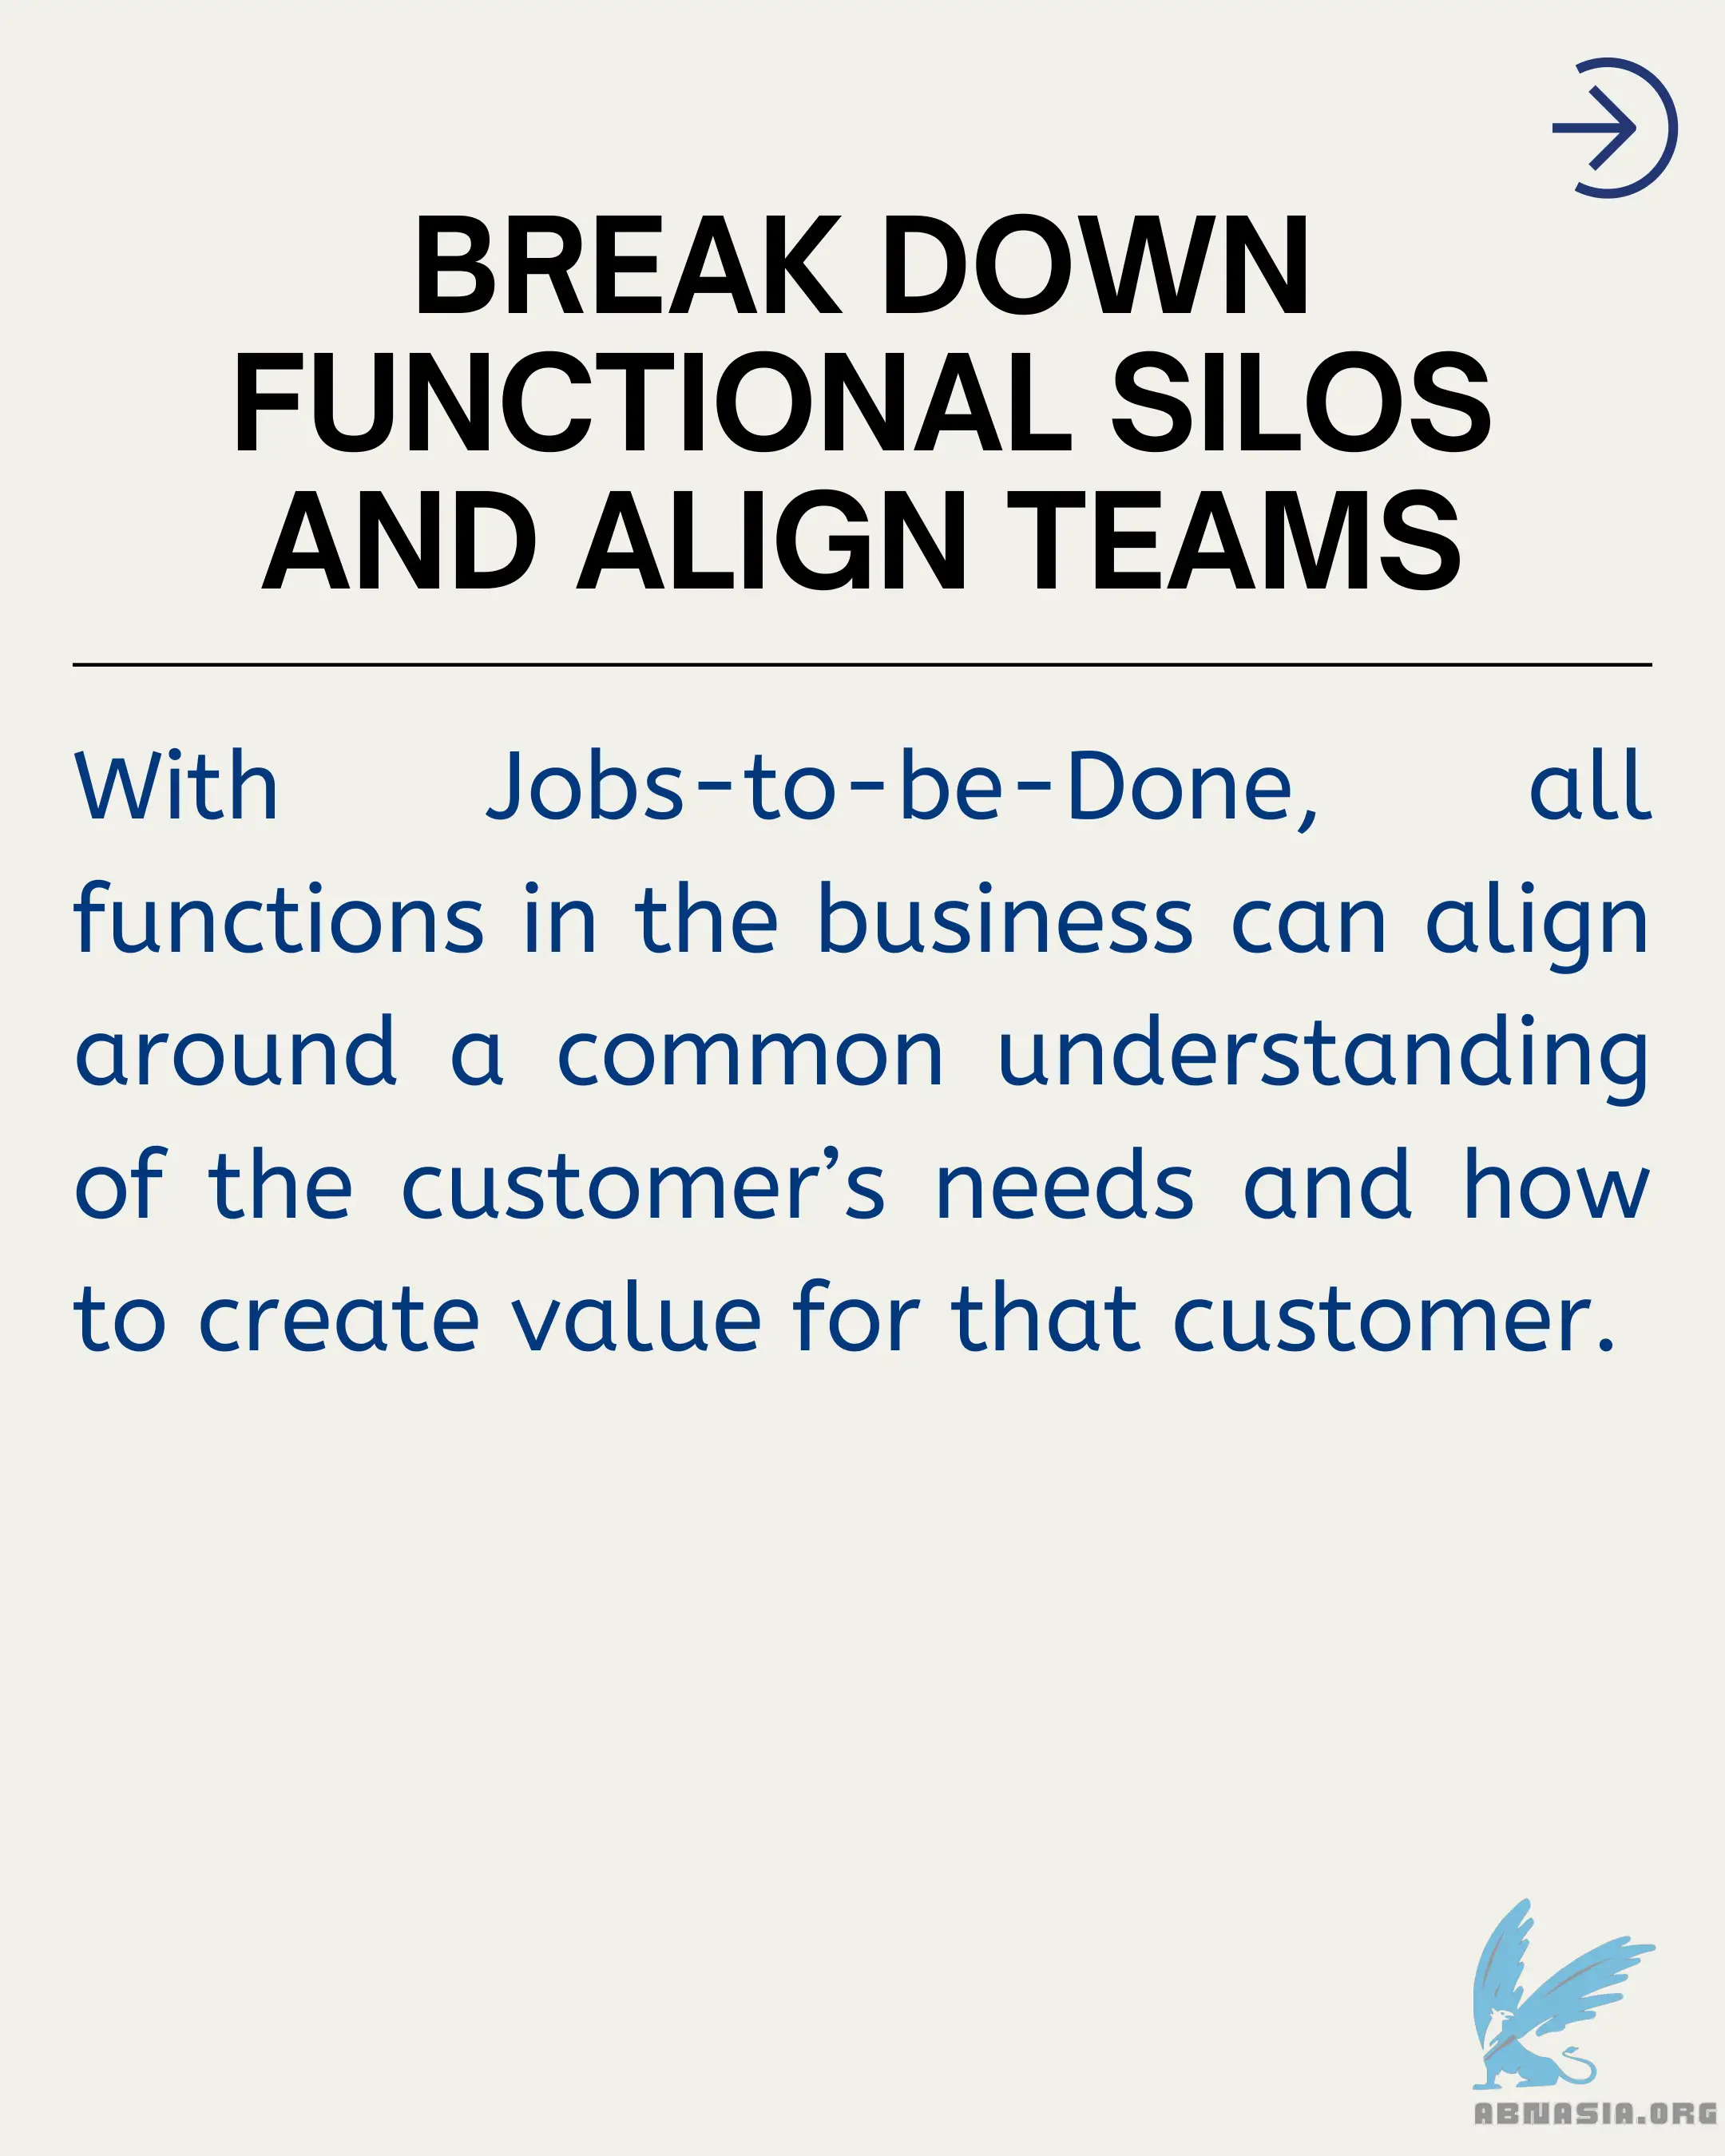 BREAK DOWN
FUNCTIONAL SILOS
AND ALIGN TEAMS
With Jobs-to-be-Done, all
functions in the business can align
around a common understanding
of the customer’s needs and how
to create value for that customer.
ABNASIA.ORG